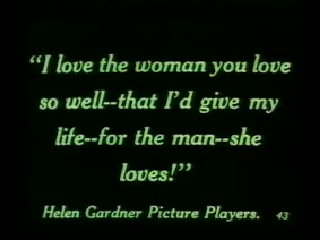 "I love the woman you love
so well--that I'd give my
life--for the man--she
loves!"
Helen Gardner Picture Players. 43